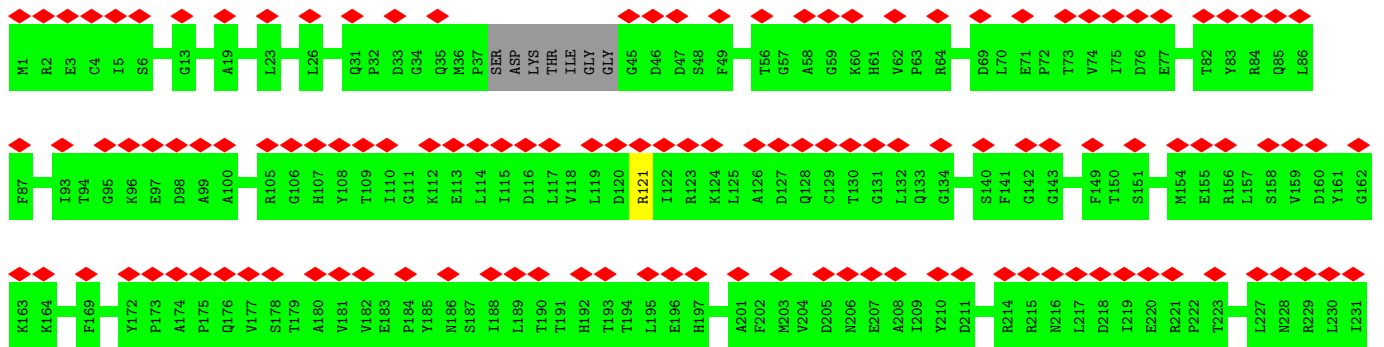 M1 R2 E3 C4 I5 S6 G13 A19 L23 L26 Q31 P32 D33 G34 Q35 M36 P37 SER ASP LYS THR ILE GLY GLY G45 D46 D47 S48 F49 T56 G57 A58 G59 K60 H61 V62 P63 R64 D69 L70 E71 P72 T73 V74 I75 D76 E77 T82 Y83 R84 Q85 L86
F87 I93 T94 G95 K96 E97 D98 A99 A100 R105 G106 H107 Y108 T109 I110 G111 K112 E113 L114 I115 D116 L117 V118 L119 D120 R121 I122 R123 K124 L125 A126 D127 Q128 C129 T130 G131 L132 Q133 G134 S140 F141 G142 G143 F149 T150 S151 M154 E155 R156 L157 S158 V159 D160 Y161 G162
K163 K164 F169 Y172 P173 A174 P175 Q176 V177 S178 T179 A180 V181 V182 E183 P184 Y185 N186 S187 I188 L189 T190 T191 H192 T193 T194 L195 E196 H197 A201 F202 M203 V204 D205 N206 E207 A208 I209 Y210 D211 R214 R215 N216 L217 D218 I219 E220 R221 P222 T223 L227 N228 R229 L230 I231